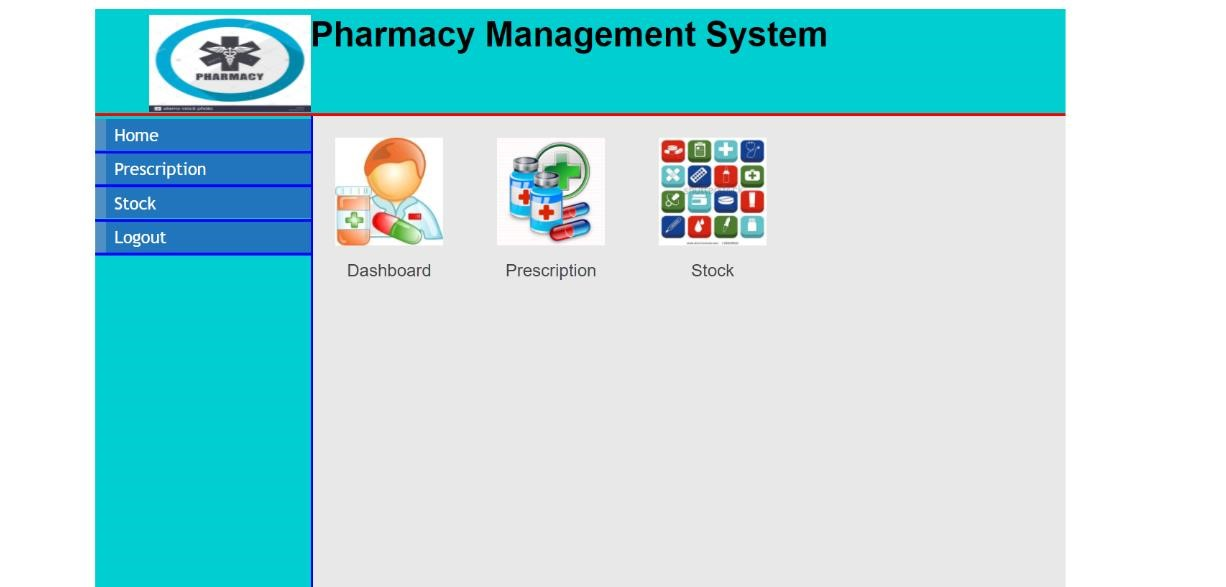 Pharmacy Management System
PHARMACY
Home
Prescription
Stock
Logout
Dashboard
Prescription
Stock